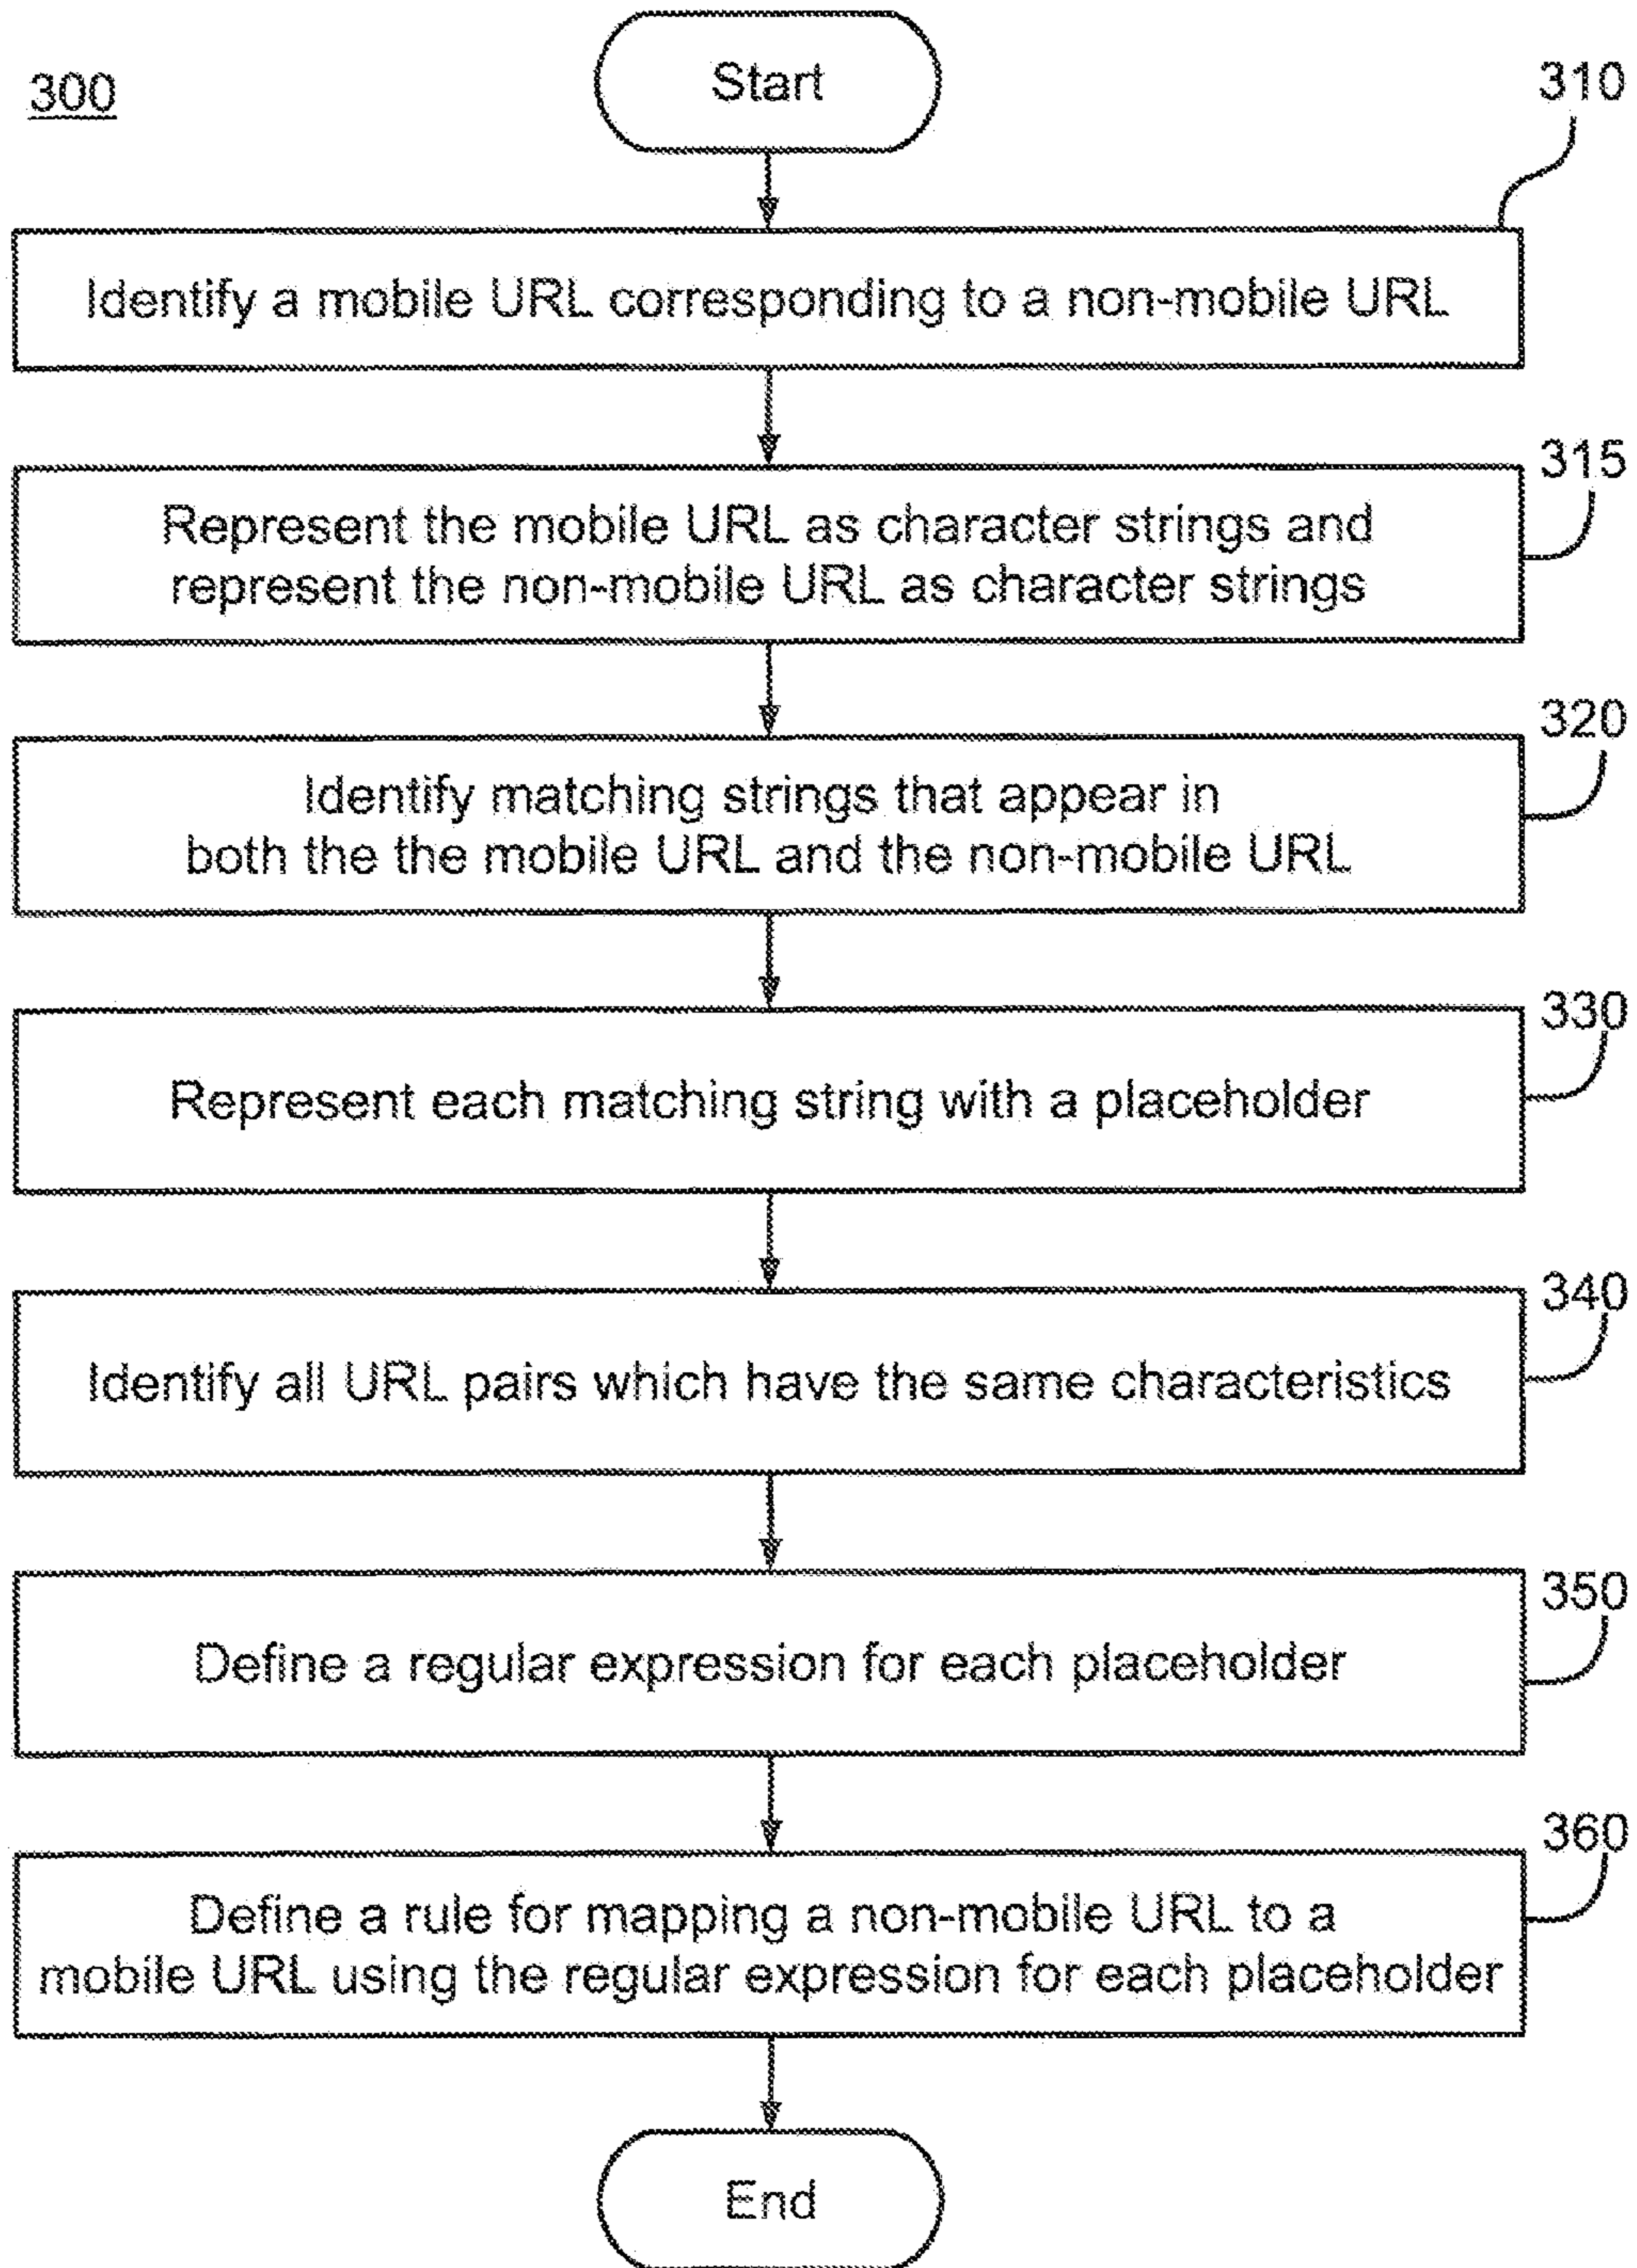 300
Start
310
Identify a mobile URL corresponding to a non-mobile URL
315
Represent the mobile URL as character strings and
represent the non-mobile URL as character strings
320
Identify matching strings that appear in
both the the mobile URL and the non-mobile URL
330
Represent each matching string with a placeholder
340
Identify all URL pairs which have the same characteristics
350
Define a regular expression for each placeholder
360
Define a rule for mapping a non-mobile URL to a
mobile URL using the regular expression for each placeholder
End